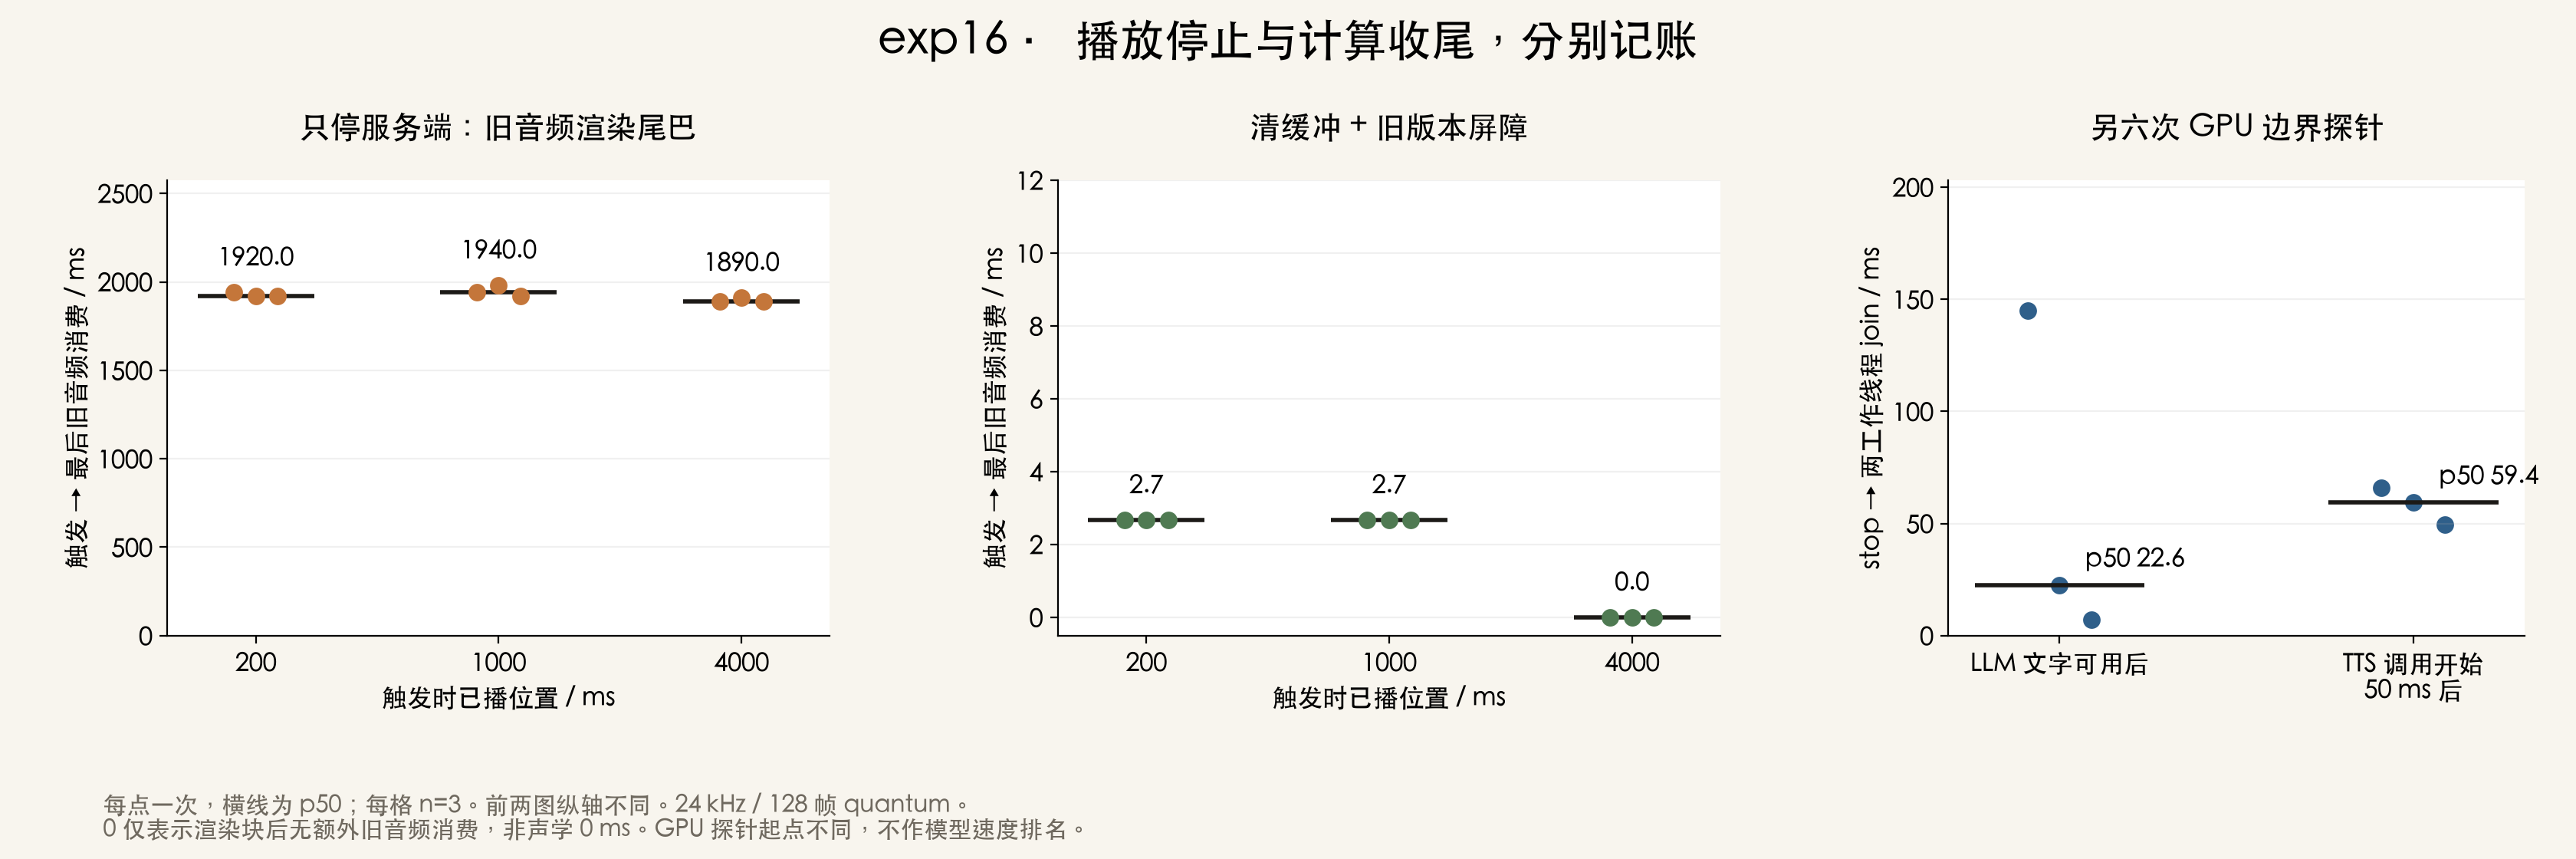 exp16 · 播放停止与计算收尾，分别记账
只停服务端：旧音频渲染尾巴
触发 → 最后旧音频消费 / ms
2500
2000
1500
1000
500
0
1920.0
1940.0
1890.0
200
1000
4000
触发时已播位置 / ms
清缓冲 + 旧版本屏障
触发 → 最后旧音频消费 / ms
12
10
8
6
4
2
0
2.7
2.7
0.0
200
1000
4000
触发时已播位置 / ms
另六次 GPU 边界探针
stop → 两工作线程 join / ms
200
150
100
50
0
p50 22.6
p50 59.4
LLM 文字可用后
TTS 调用开始
50 ms 后
每点一次，横线为 p50；每格 n=3。前两图纵轴不同。24 kHz / 128 帧 quantum。
0 仅表示渲染块后无额外旧音频消费，非声学 0 ms。GPU 探针起点不同，不作模型速度排名。